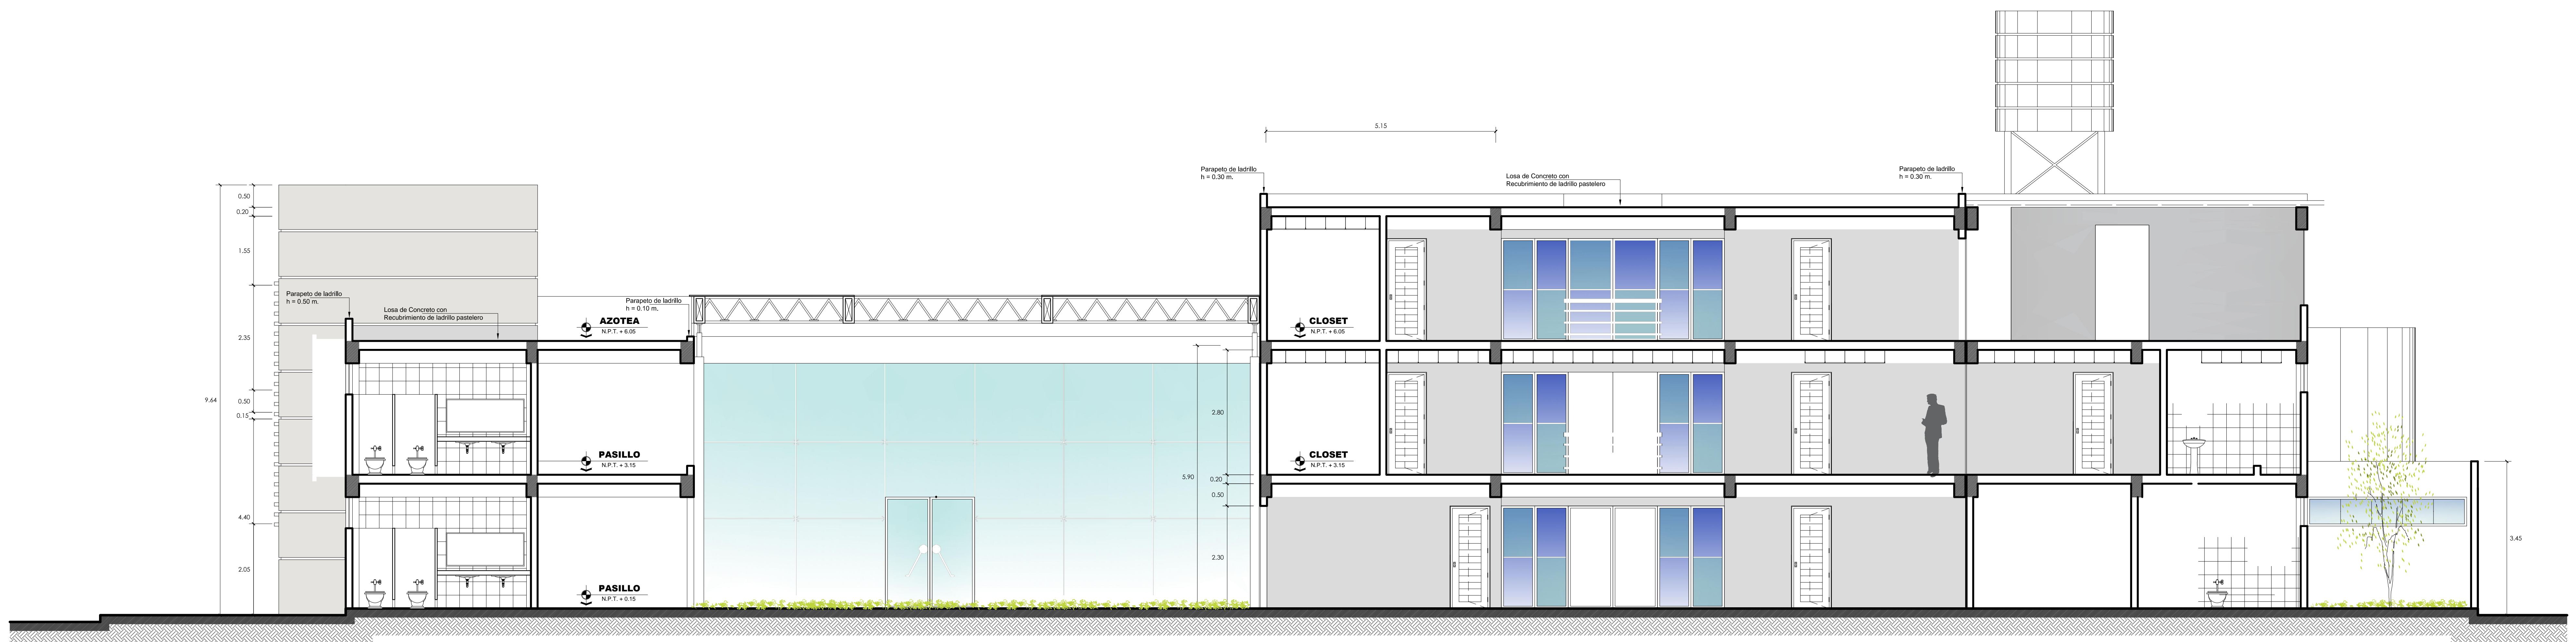 5.15
Parapeto de ladrillo
h = 0.30 m.
Losa de Concreto con
Recubrimiento de ladrillo pastelero
Parapeto de ladrillo
h = 0.30 m.
0.50
0.20
1.55
2.35
0.50
0.15
4.40
2.05
9.64
Parapeto de ladrillo
h = 0.50 m.
Losa de Concreto con
Recubrimiento de ladrillo pastelero
Parapeto de ladrillo
h = 0.10 m.
AZOTEA
N.P.T. + 6.05
PASILLO
N.P.T. + 3.15
PASILLO
N.P.T. + 0.15
CLOSET
N.P.T. + 6.05
CLOSET
N.P.T. + 3.15
2.80
5.90
0.20
0.50
2.30
3.45